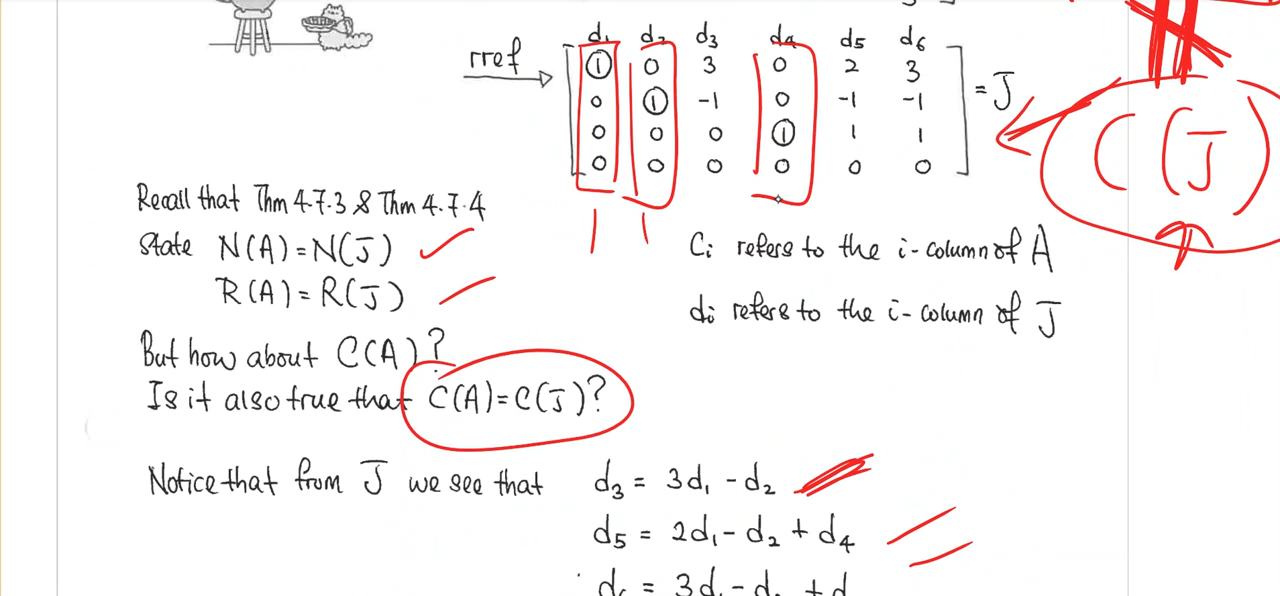 d₁ d₂ d₃ d₄ d₅ d₆
rref → [ 1 0 3 0 2 3
0 1 -1 0 -1 -1
0 0 0 1 1 1
0 0 0 0 0 0 ] = J
C(J)
Recall that Thm 4.7.3 & Thm 4.7.4
State N(A) = N(J)
R(A) = R(J)
Cᵢ refers to the i-column of A
dᵢ refers to the i-column of J
But how about C(A)?
Is it also true that C(A) = C(J)?
Notice that from J we see that d₃ = 3d₁ - d₂
d₅ = 2d₁ - d₂ + d₄
= 3d - d + d